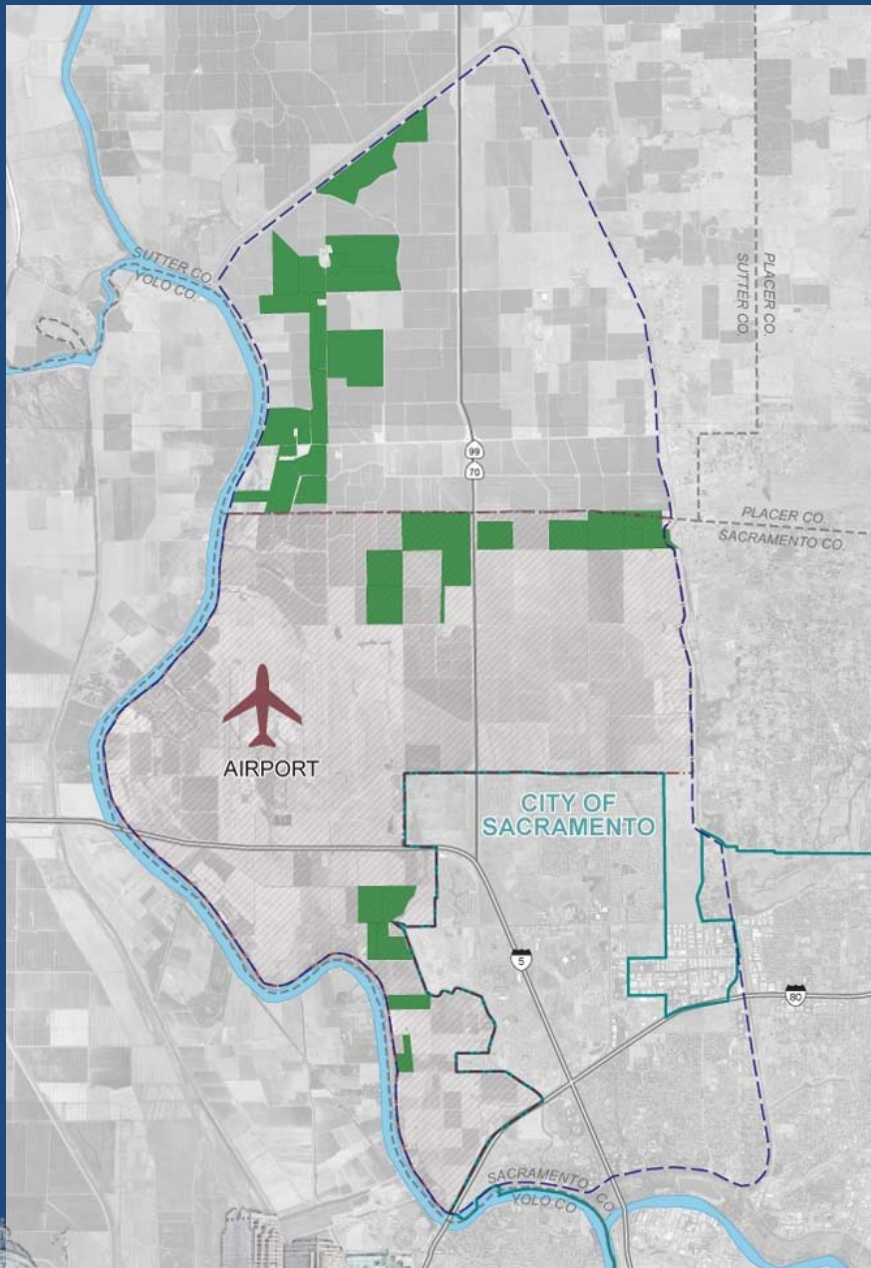 SUTTER CO.
YOLO CO.
PLACER CO.
SUTTER CO.
99
70
PLACER CO.
SACRAMENTO CO.
AIRPORT
CITY OF
SACRAMENTO
5
80
SACRAMENTO CO
YOLO CO